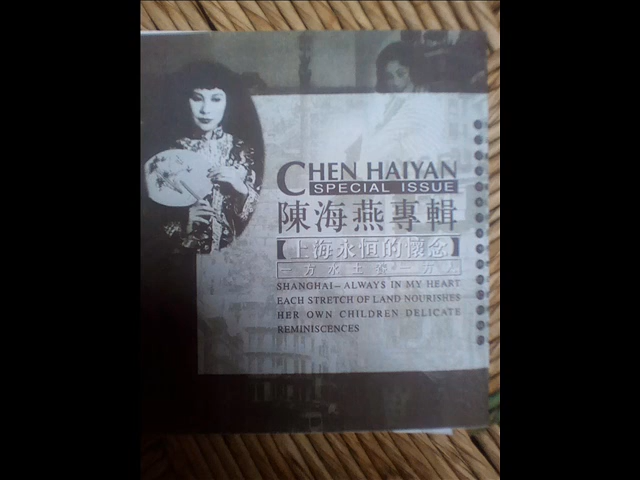 CHEN HAIYAN
SPECIAL ISSUE
陳海燕專輯
【上海永恒的懷念】
一方水土養一方人
SHANGHAI – ALWAYS IN MY HEART
EACH STRETCH OF LAND NOURISHES
HER OWN CHILDREN DELICATE
REMINISCENCES